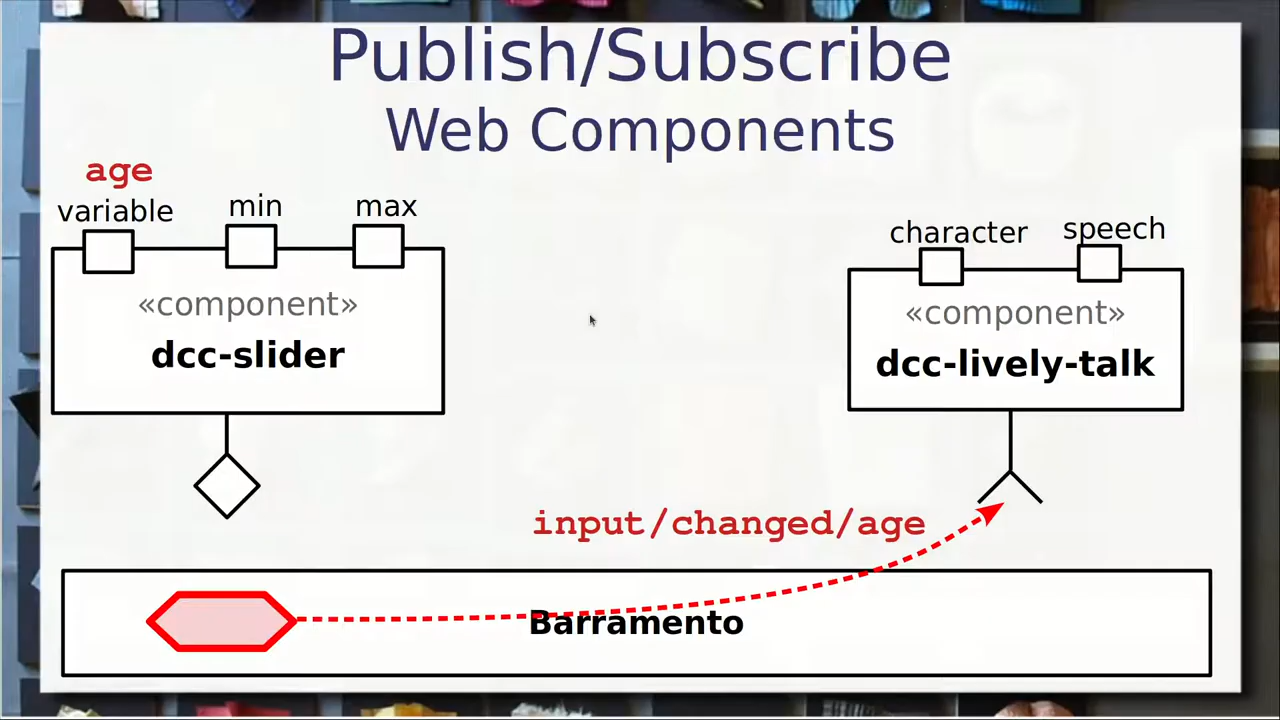 Publish/Subscribe
Web Components
age
variable
min
max
«component»
dcc-slider
character
speech
«component»
dcc-lively-talk
input/changed/age
Barramento